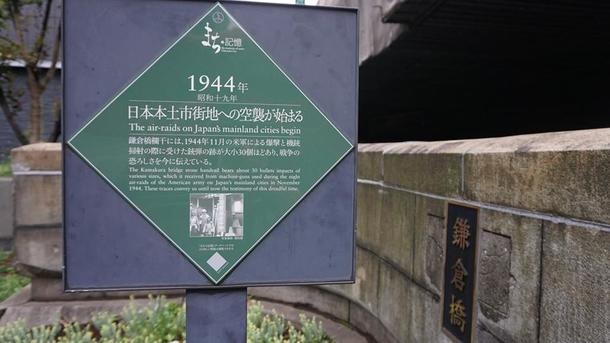 まち・記憶
1944年
昭和十九年
日本本土市街地への空襲が始まる
The air-raids on Japan's mainland cities begin
鎌倉橋欄干には、1944年11月の米軍による爆撃と機銃
掃射の際に受けた銃弾の跡が大小30個ほどあり、戦争の
恐ろしさを今に伝えている。
The Kamakura bridge stone handrail bears about 30 bullets impacts of
various sizes, which it received from machine-guns used during the night
air-raids of the American army on Japan's mainland cities in November
1944. These traces convey us until now the testimony of this dreadful time.
鎌倉橋